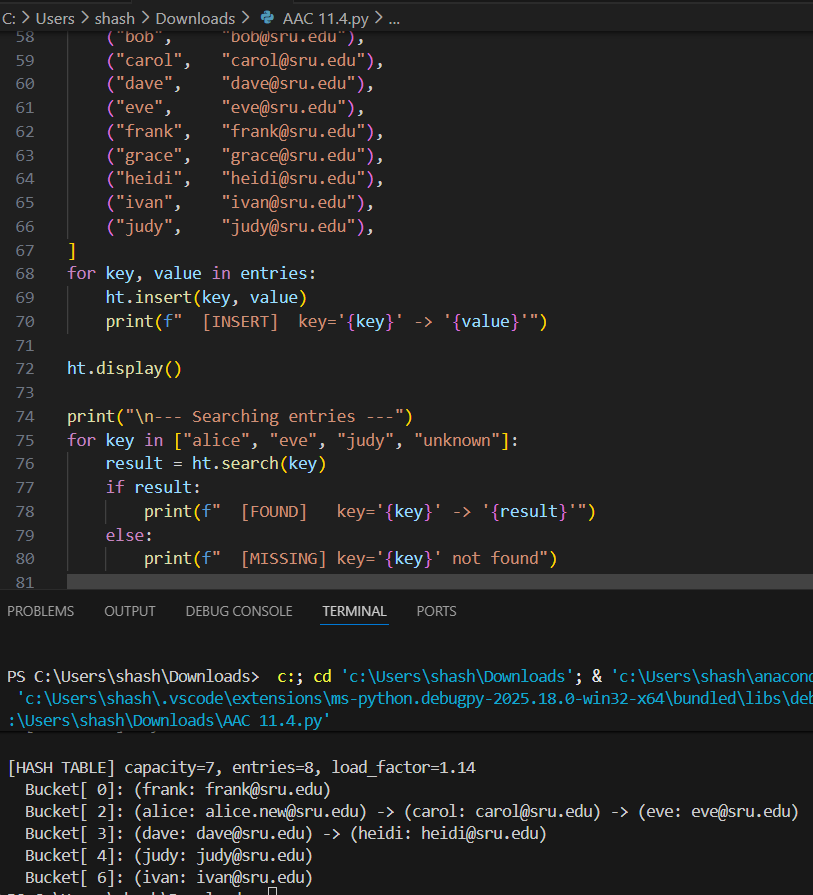 C: > Users > shash > Downloads > AAC 11.4.py > ...
58 ("bob", "bob@sru.edu"),
59 ("carol", "carol@sru.edu"),
60 ("dave", "dave@sru.edu"),
61 ("eve", "eve@sru.edu"),
62 ("frank", "frank@sru.edu"),
63 ("grace", "grace@sru.edu"),
64 ("heidi", "heidi@sru.edu"),
65 ("ivan", "ivan@sru.edu"),
66 ("judy", "judy@sru.edu"),
67 ]
68 for key, value in entries:
69 ht.insert(key, value)
70 print(f"  [INSERT]  key='{key}' -> '{value}'")
71
72 ht.display()
73
74 print("\n--- Searching entries ---")
75 for key in ["alice", "eve", "judy", "unknown"]:
76 result = ht.search(key)
77 if result:
78 print(f"  [FOUND]   key='{key}' -> '{result}'")
79 else:
80 print(f"  [MISSING] key='{key}' not found")
81
PROBLEMS OUTPUT DEBUG CONSOLE TERMINAL PORTS
PS C:\Users\shash\Downloads>  c:; cd 'c:\Users\shash\Downloads'; & 'c:\Users\shash\anacond
'c:\Users\shash\.vscode\extensions\ms-python.debugpy-2025.18.0-win32-x64\bundled\libs\deb
:\Users\shash\Downloads\AAC 11.4.py'
[HASH TABLE] capacity=7, entries=8, load_factor=1.14
Bucket[ 0]: (frank: frank@sru.edu)
Bucket[ 2]: (alice: alice.new@sru.edu) -> (carol: carol@sru.edu) -> (eve: eve@sru.edu)
Bucket[ 3]: (dave: dave@sru.edu) -> (heidi: heidi@sru.edu)
Bucket[ 4]: (judy: judy@sru.edu)
Bucket[ 6]: (ivan: ivan@sru.edu)